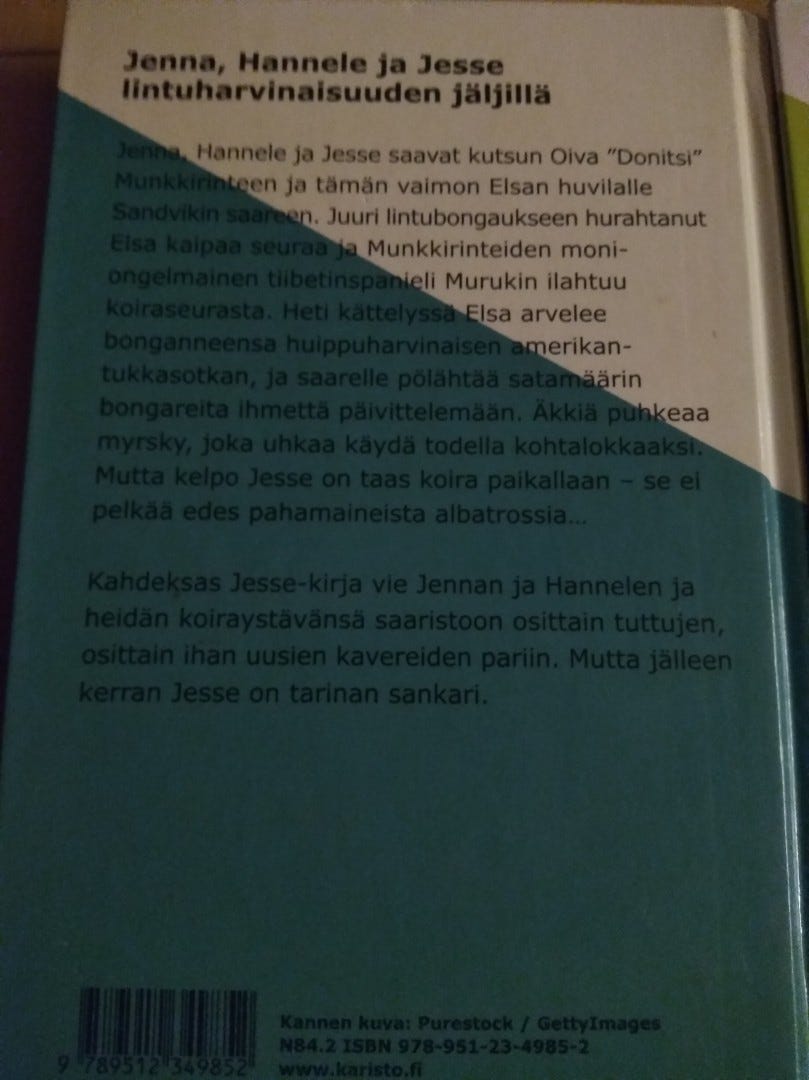 Jenna, Hannele ja Jesse
lintuharvinaisuuden jäljillä
Jenna, Hannele ja Jesse saavat kutsun Oiva ”Donitsi”
Munkkirinteen ja tämän vaimon Elsan huvilalle
Sandvikin saareen. Juuri lintubongaukseen hurahtanut
Elsa kaipaa seuraa ja Munkkirinteiden moni-
ongelmainen tiibetinspanieli Murukin ilahtuu
koiraseurasta. Heti kättelyssä Elsa arvelee
bonganneensa huippuharvinaisen amerikan-
tukkasotkan, ja saarelle pölähtää satamäärin
bongareita ihmettä päivittelemään. Äkkiä puhkeaa
myrsky, joka uhkaa käydä todella kohtalokkaaksi.
Mutta kelpo Jesse on taas koira paikallaan – se ei
pelkää edes pahamaineista albatrossia...
Kahdeksas Jesse-kirja vie Jennan ja Hannelen ja
heidän koiraystävänsä saaristoon osittain tuttujen,
osittain ihan uusien kavereiden pariin. Mutta jälleen
kerran Jesse on tarinan sankari.
Kannen kuva: Purestock / GettyImages
N84.2 ISBN 978-951-23-4985-2
www.karisto.fi
9 789512 349852